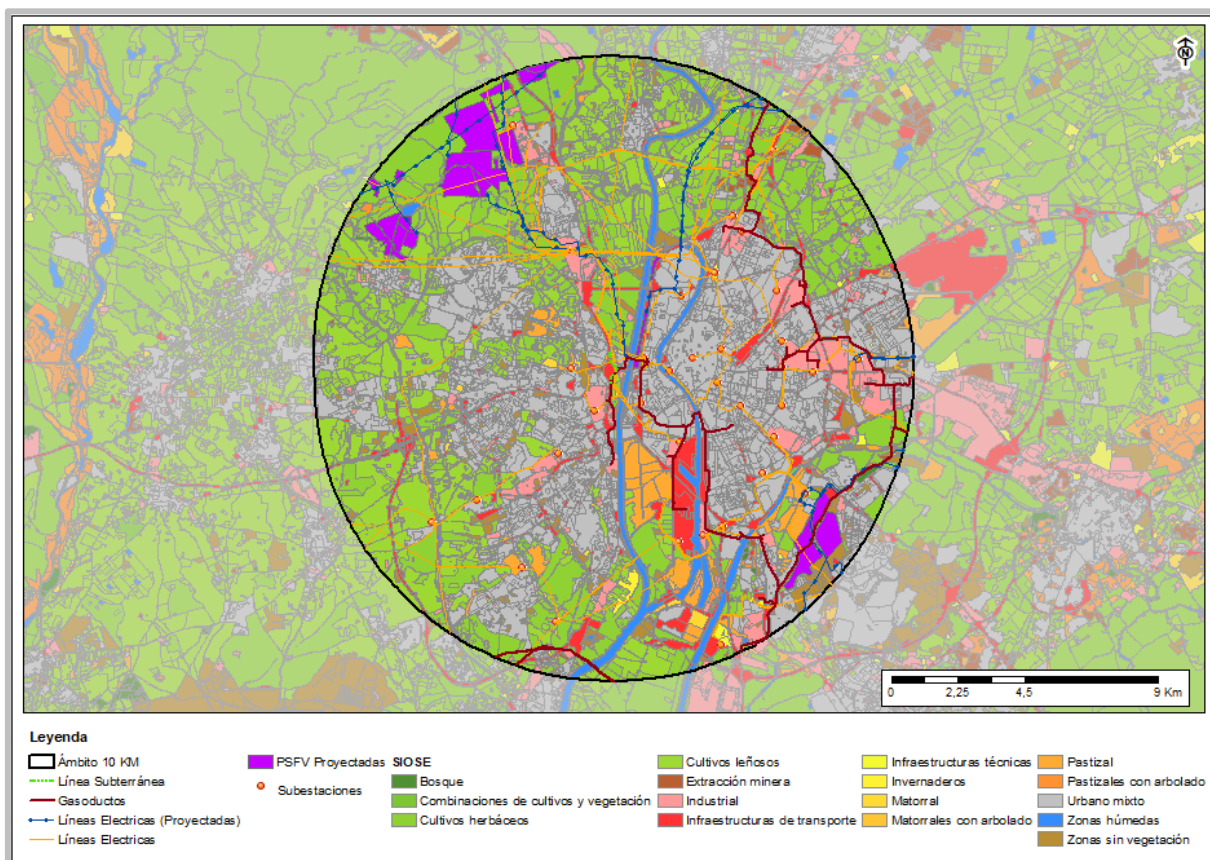 N
0 2,25 4,5 9 Km
Leyenda
Ámbito 10 KM
Línea Subterránea
Gasoductos
Líneas Electricas (Proyectadas)
Líneas Electricas
PSFV Proyectadas
Subestaciones
SIOSE
Bosque
Combinaciones de cultivos y vegetación
Cultivos herbáceos
Cultivos leñosos
Extracción minera
Industrial
Infraestructuras de transporte
Infraestructuras técnicas
Invernaderos
Matorral
Matorrales con arbolado
Pastizal
Pastizales con arbolado
Urbano mixto
Zonas húmedas
Zonas sin vegetación